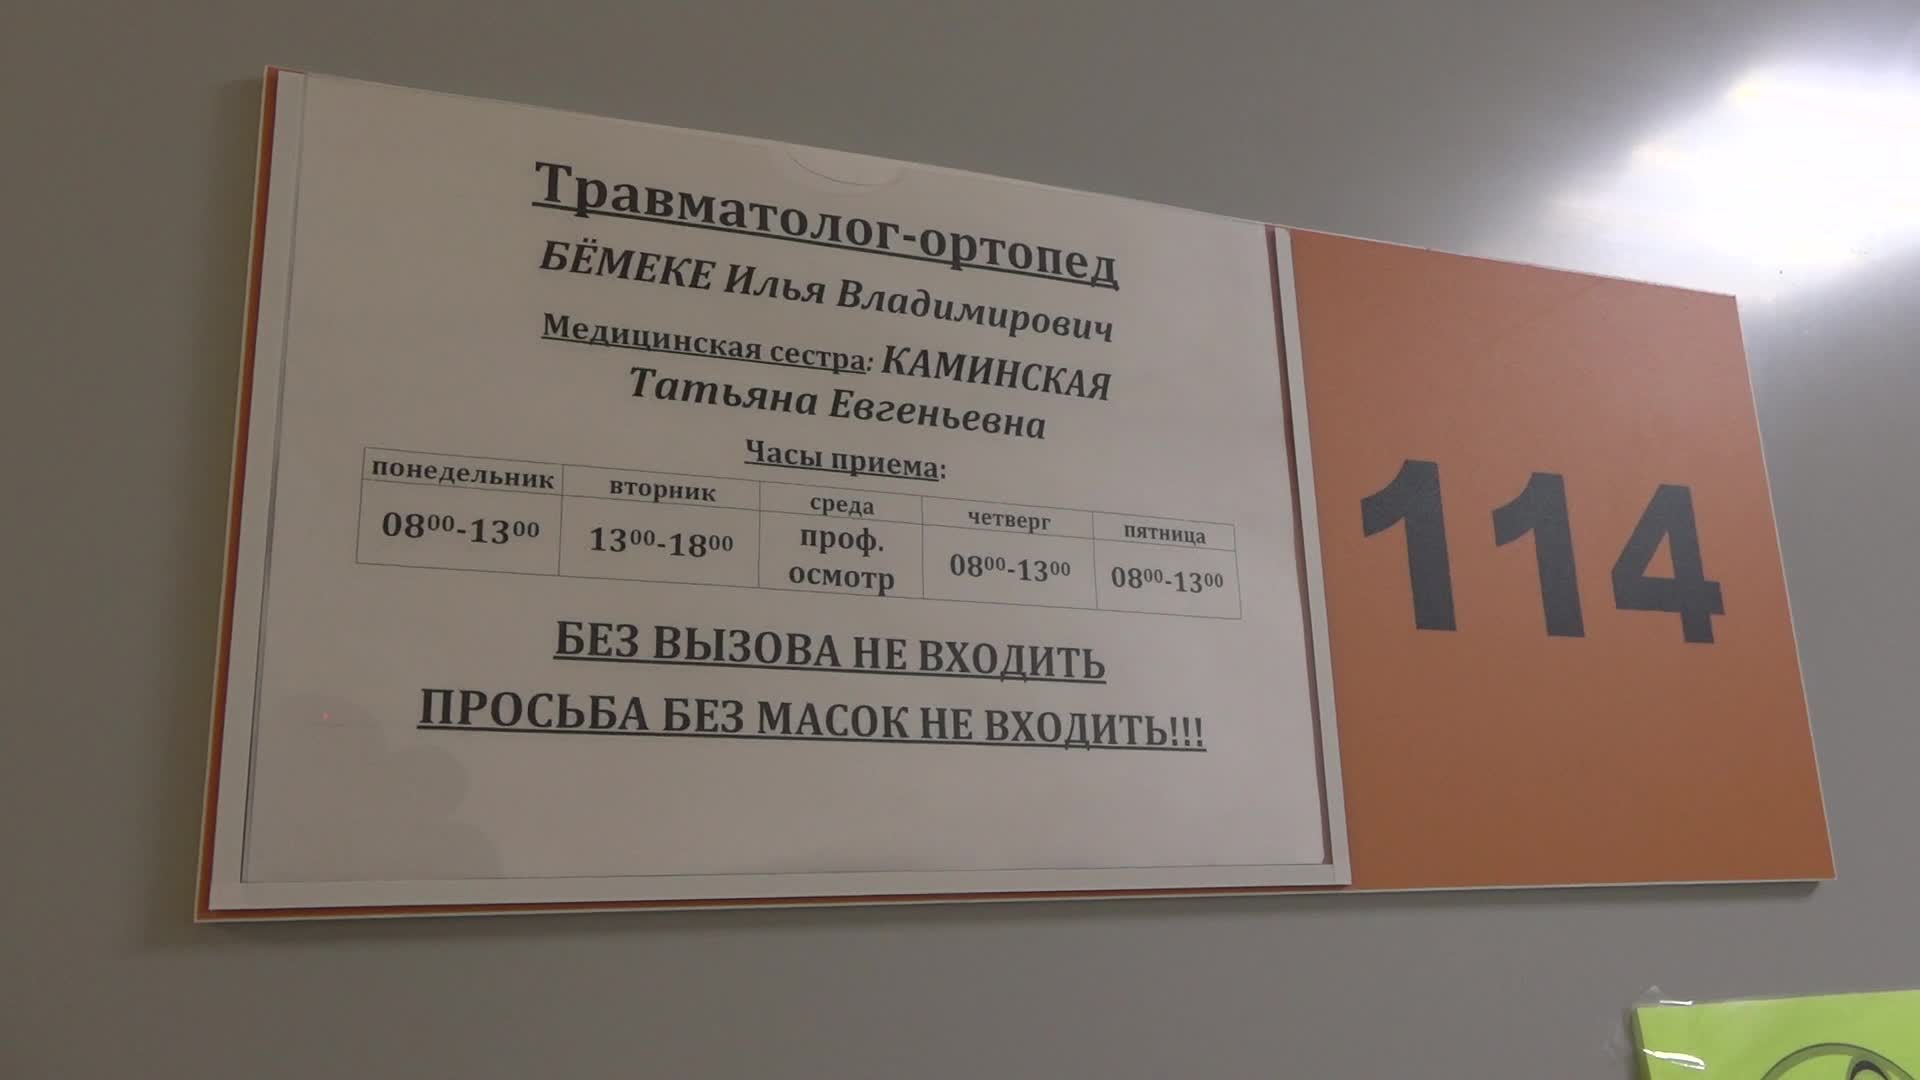 Травматолог-ортопед
БЁМЕКЕ Илья Владимирович
Медицинская сестра: КАМИНСКАЯ
Татьяна Евгеньевна
Часы приема:
понедельник вторник среда четверг пятница
08⁰⁰-13⁰⁰ 13⁰⁰-18⁰⁰ проф. осмотр 08⁰⁰-13⁰⁰ 08⁰⁰-13⁰⁰
БЕЗ ВЫЗОВА НЕ ВХОДИТЬ
ПРОСЬБА БЕЗ МАСОК НЕ ВХОДИТЬ!!!
114